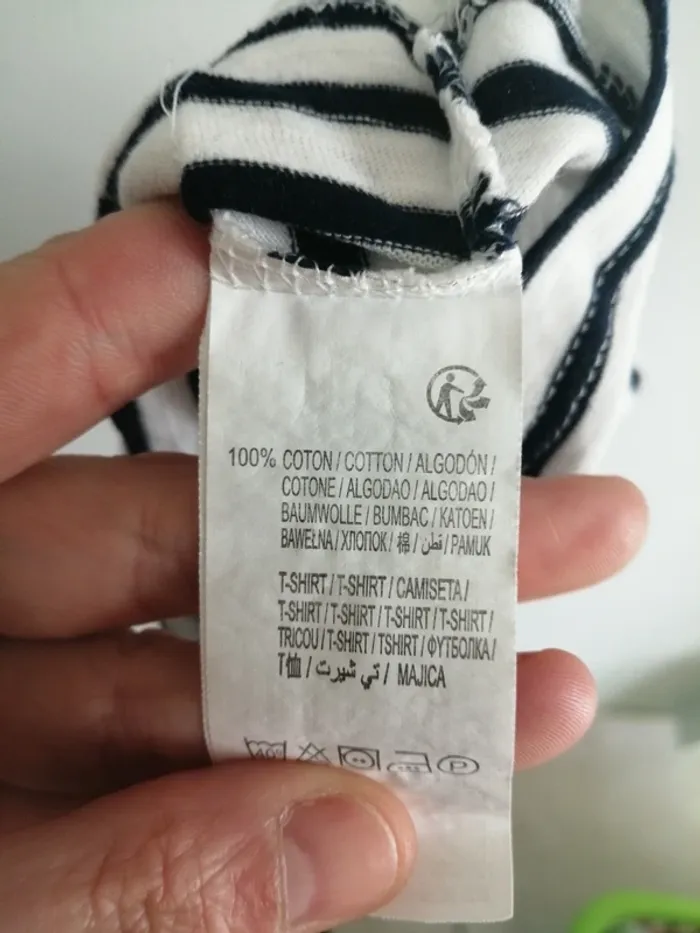 100% COTON / COTTON / ALGODÓN /
COTONE / ALGODAO / ALGODAO /
BAUMWOLLE / BUMBAC / KATOEN /
BAWEŁNA / ХЛОПОК / 棉 / قطن / PAMUK
T-SHIRT / T-SHIRT / CAMISETA /
T-SHIRT / T-SHIRT / T-SHIRT / T-SHIRT /
TRICOU / T-SHIRT / TSHIRT / ФУТБОЛКА /
T恤 / تي شيرت / MAJICA
40° P